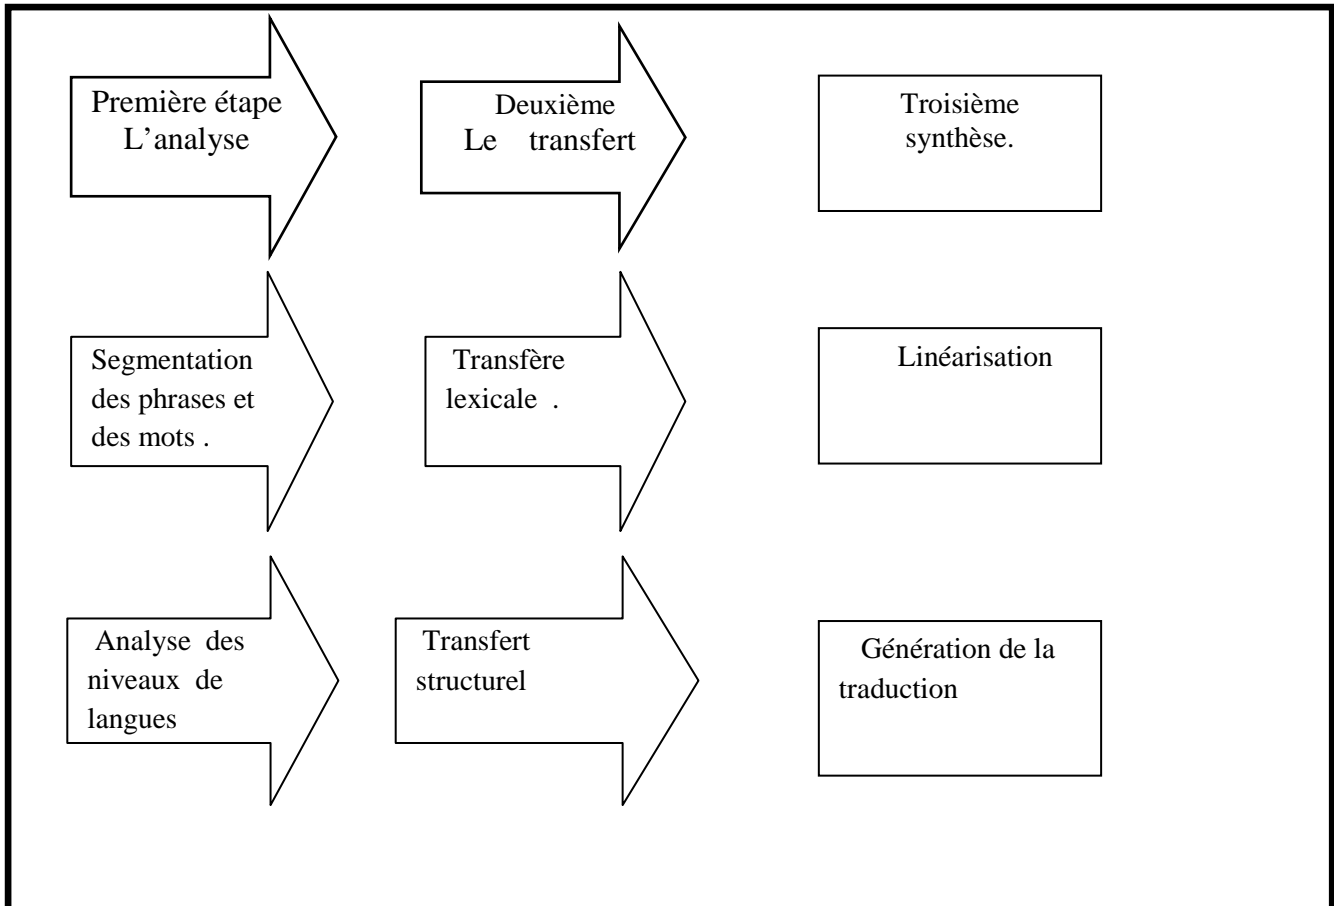 Première étape
L’analyse
Deuxième
Le transfert
Troisième
synthèse.
Segmentation
des phrases et
des mots .
Transfère
lexicale .
Linéarisation
Analyse des
niveaux de
langues
Transfert
structurel
Génération de la
traduction